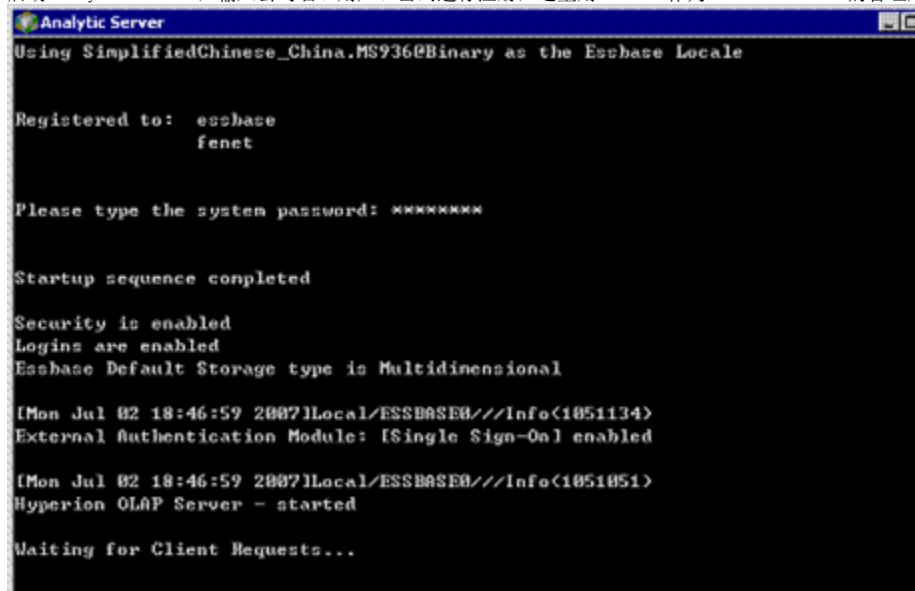 Analytic Server
Using SimplifiedChinese_China.MS936@Binary as the Essbase Locale
Registered to: essbase
fenet
Please type the system password: ********
Startup sequence completed
Security is enabled
Logins are enabled
Essbase Default Storage type is Multidimensional
[Mon Jul 02 18:46:59 2007]Local/ESSBASE0///Info(1051134)
External Authentication Module: [Single Sign-On] enabled
[Mon Jul 02 18:46:59 2007]Local/ESSBASE0///Info(1051051)
Hyperion OLAP Server - started
Waiting for Client Requests...